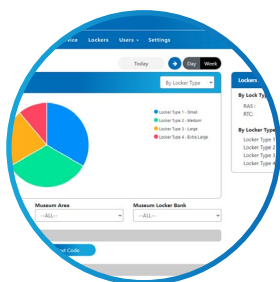 Lockers Users Settings
Today Day Week
By Locker Type
Locker Type 1 - Small
Locker Type 2 - Medium
Locker Type 3 - Large
Locker Type 4 - Extra Large
Lockers
By Lock Ty
RAS :
RTC:
By Locker Type
Locker Type 1
Locker Type 2
Locker Type 3
Locker Type 4
Museum Area Museum Locker Bank
--ALL-- --ALL--
Code